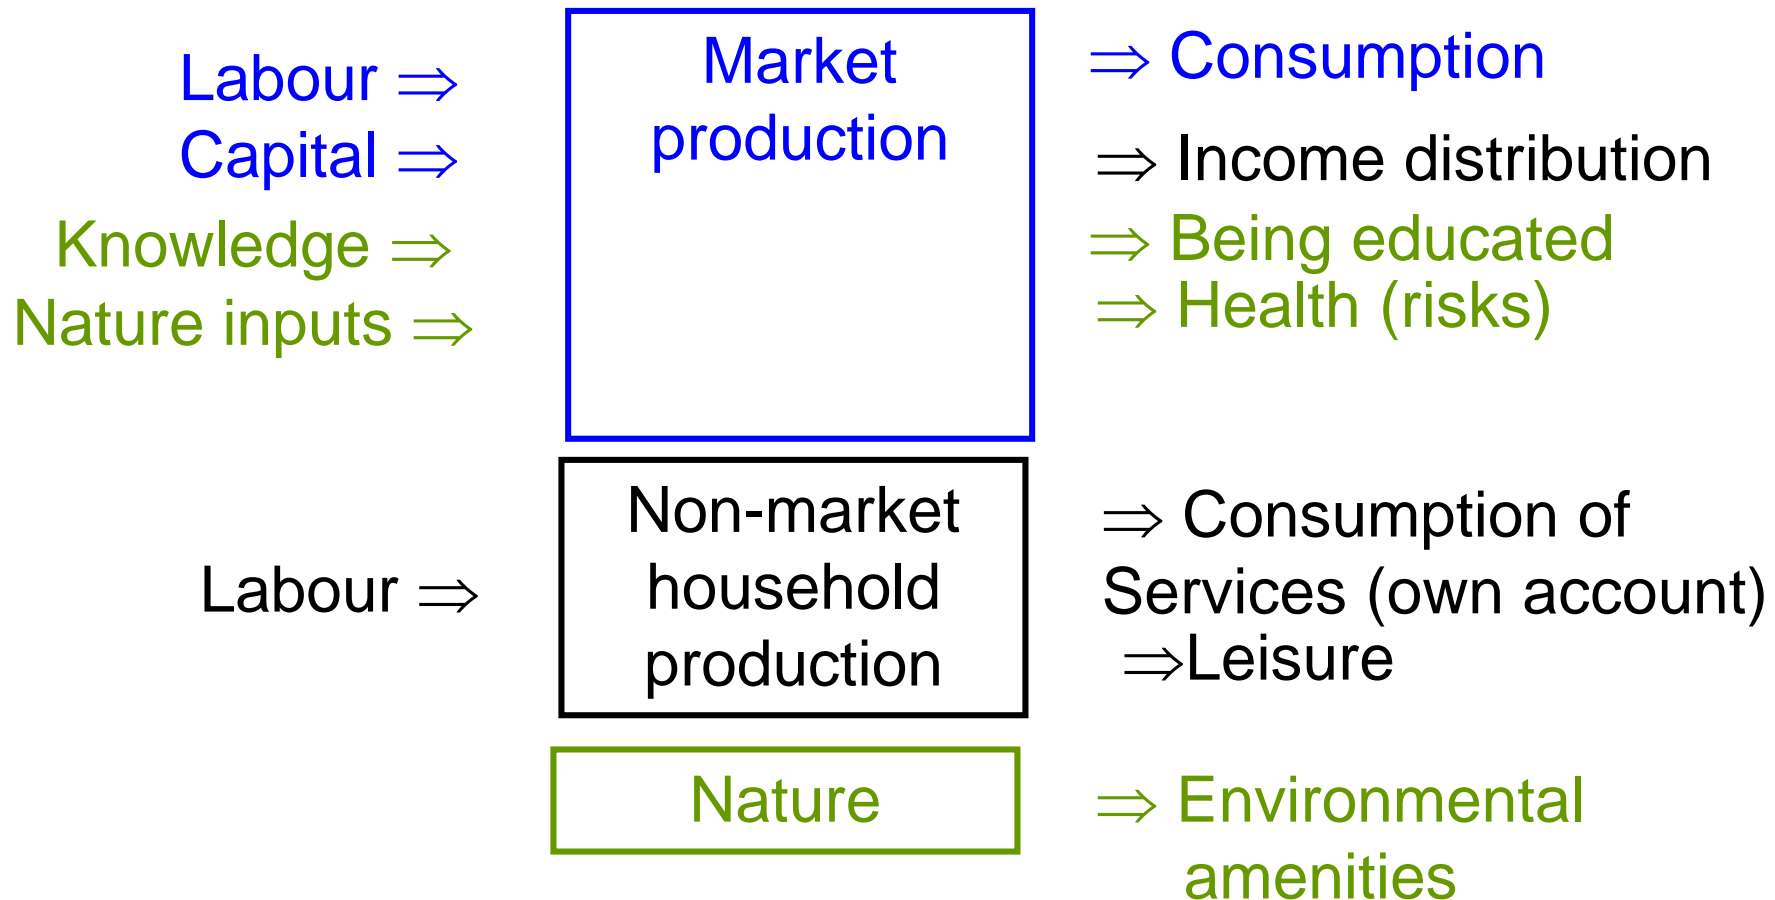 Labour ⇒
Capital ⇒
Knowledge ⇒
Nature inputs ⇒
Market
production
⇒ Consumption
⇒ Income distribution
⇒ Being educated
⇒ Health (risks)
Labour ⇒
Non-market
household
production
⇒ Consumption of
Services (own account)
⇒Leisure
Nature
⇒ Environmental
amenities